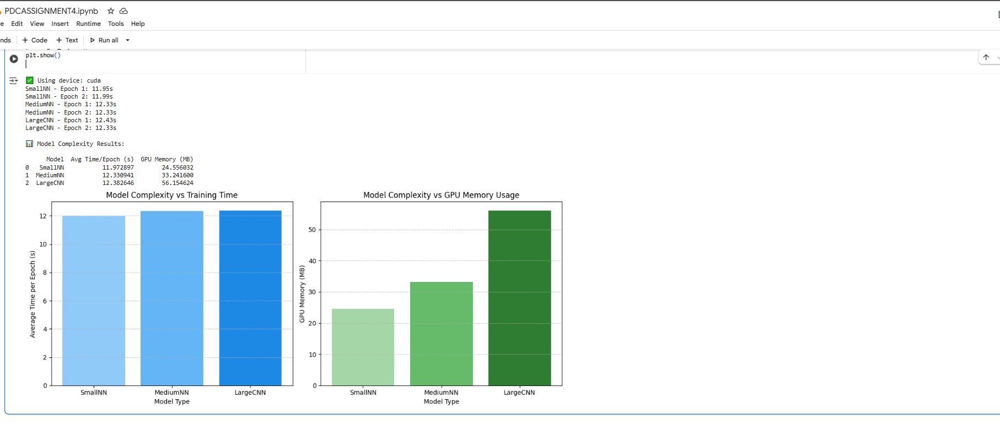 PDCASSIGNMENT4.ipynb
e Edit View Insert Runtime Tools Help
nds + Code + Text Run all
plt.show()
✅ Using device: cuda
SmallNN - Epoch 1: 11.95s
SmallNN - Epoch 2: 11.99s
MediumNN - Epoch 1: 12.33s
MediumNN - Epoch 2: 12.33s
LargeCNN - Epoch 1: 12.43s
LargeCNN - Epoch 2: 12.33s
📊 Model Complexity Results:
Model Avg Time/Epoch (s) GPU Memory (MB)
0 SmallNN 11.972897 24.556032
1 MediumNN 12.330941 33.241600
2 LargeCNN 12.382646 56.154624
Model Complexity vs Training Time
Average Time per Epoch (s)
12
10
8
6
4
2
0
SmallNN MediumNN LargeCNN
Model Type
Model Complexity vs GPU Memory Usage
GPU Memory (MB)
50
40
30
20
10
0
SmallNN MediumNN LargeCNN
Model Type